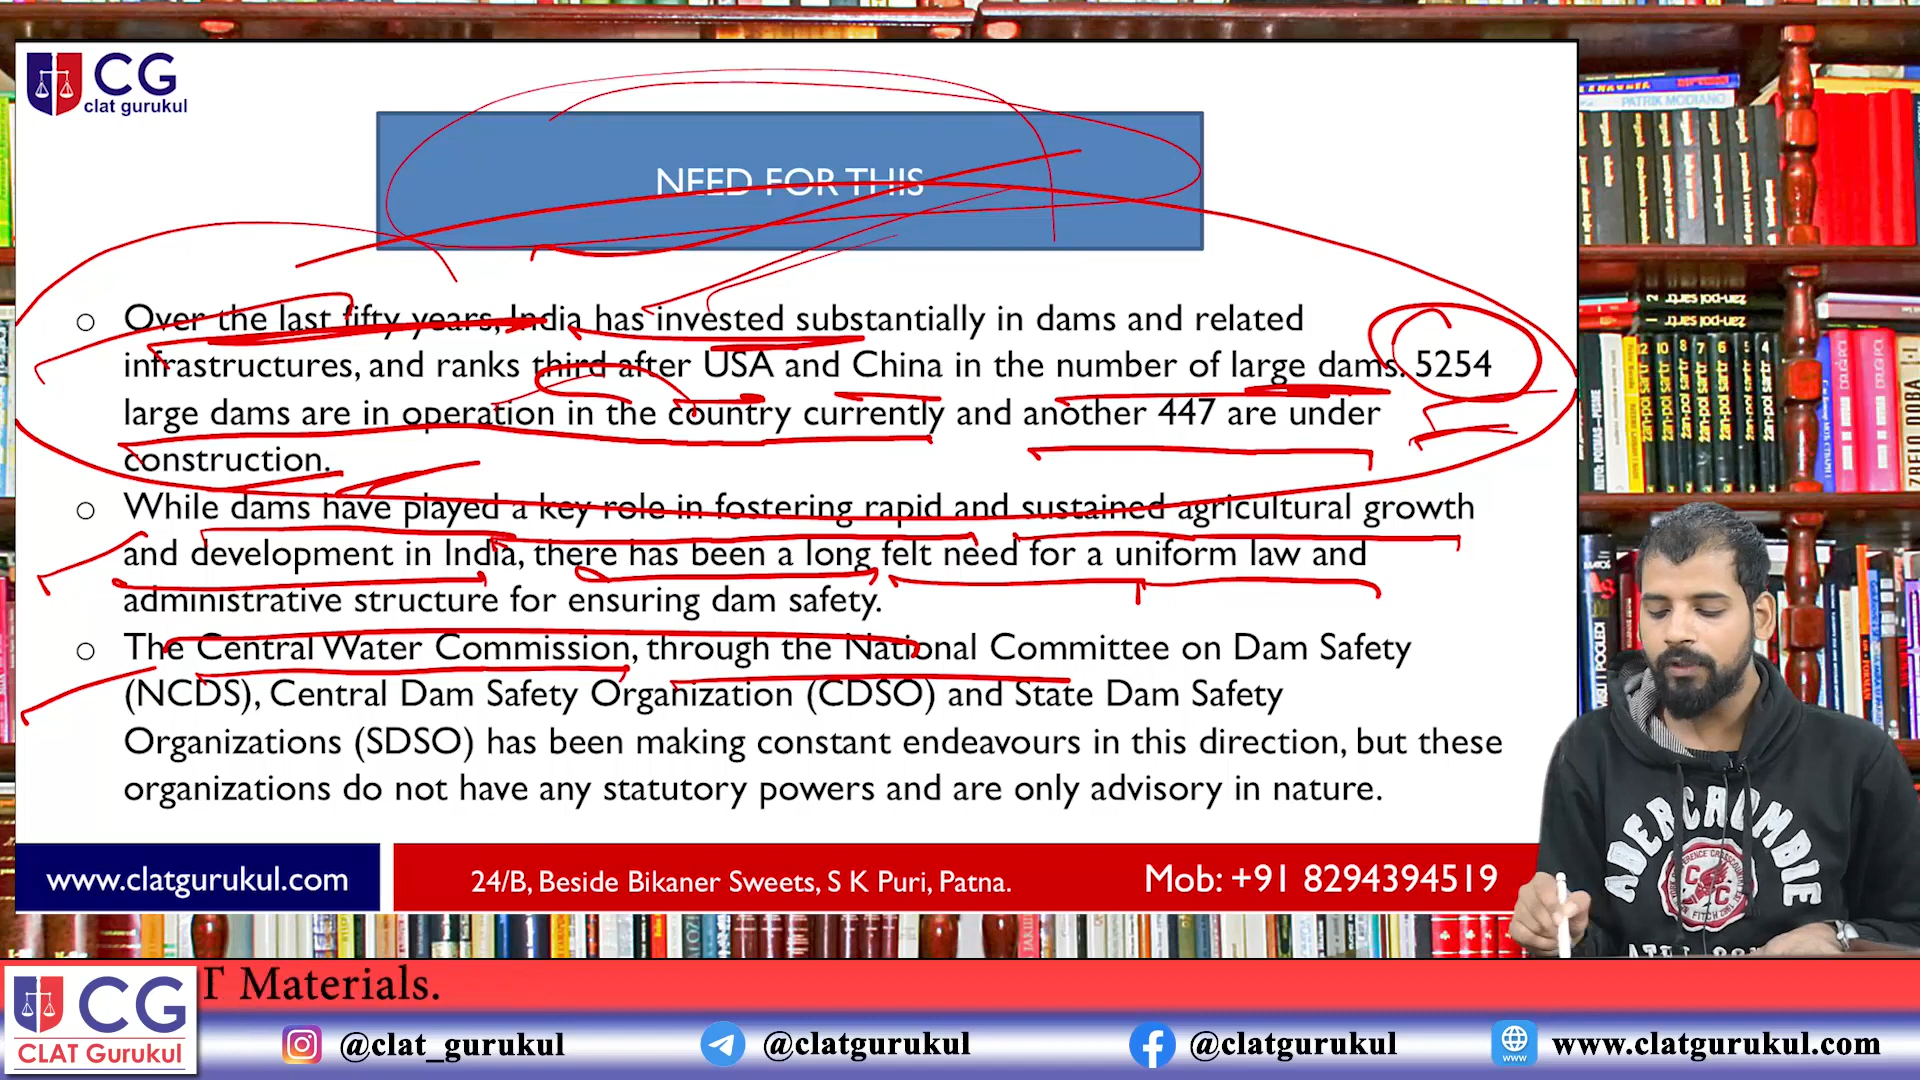 CG
clat gurukul
NEED FOR THIS
Over the last fifty years, India has invested substantially in dams and related
infrastructures, and ranks third after USA and China in the number of large dams. 5254
large dams are in operation in the country currently and another 447 are under
construction.
While dams have played a key role in fostering rapid and sustained agricultural growth
and development in India, there has been a long felt need for a uniform law and
administrative structure for ensuring dam safety.
The Central Water Commission, through the National Committee on Dam Safety
(NCDS), Central Dam Safety Organization (CDSO) and State Dam Safety
Organizations (SDSO) has been making constant endeavours in this direction, but these
organizations do not have any statutory powers and are only advisory in nature.
www.clatgurukul.com
24/B, Beside Bikaner Sweets, S K Puri, Patna.
Mob: +91 8294394519
PATRIK MODIANO
ABERCROMBIE
T Materials.
CG
CLAT Gurukul
@clat_gurukul
@clatgurukul
@clatgurukul
www
www.clatgurukul.com